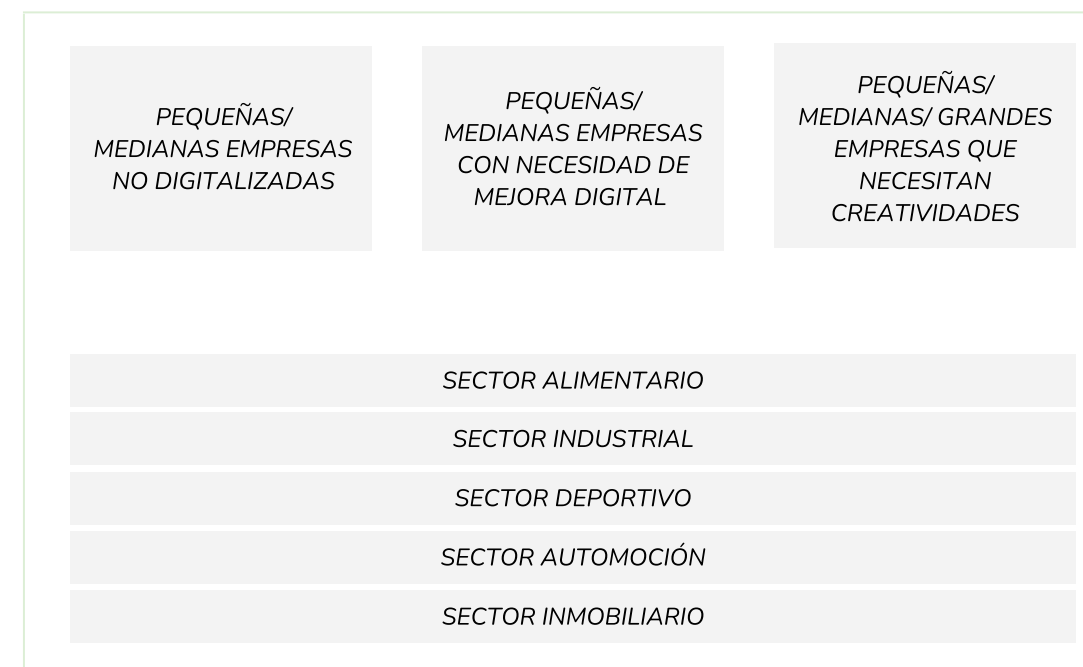 PEQUEÑAS/
MEDIANAS EMPRESAS
NO DIGITALIZADAS
PEQUEÑAS/
MEDIANAS EMPRESAS
CON NECESIDAD DE
MEJORA DIGITAL
PEQUEÑAS/
MEDIANAS/ GRANDES
EMPRESAS QUE
NECESITAN
CREATIVIDADES
SECTOR ALIMENTARIO
SECTOR INDUSTRIAL
SECTOR DEPORTIVO
SECTOR AUTOMOCIÓN
SECTOR INMOBILIARIO